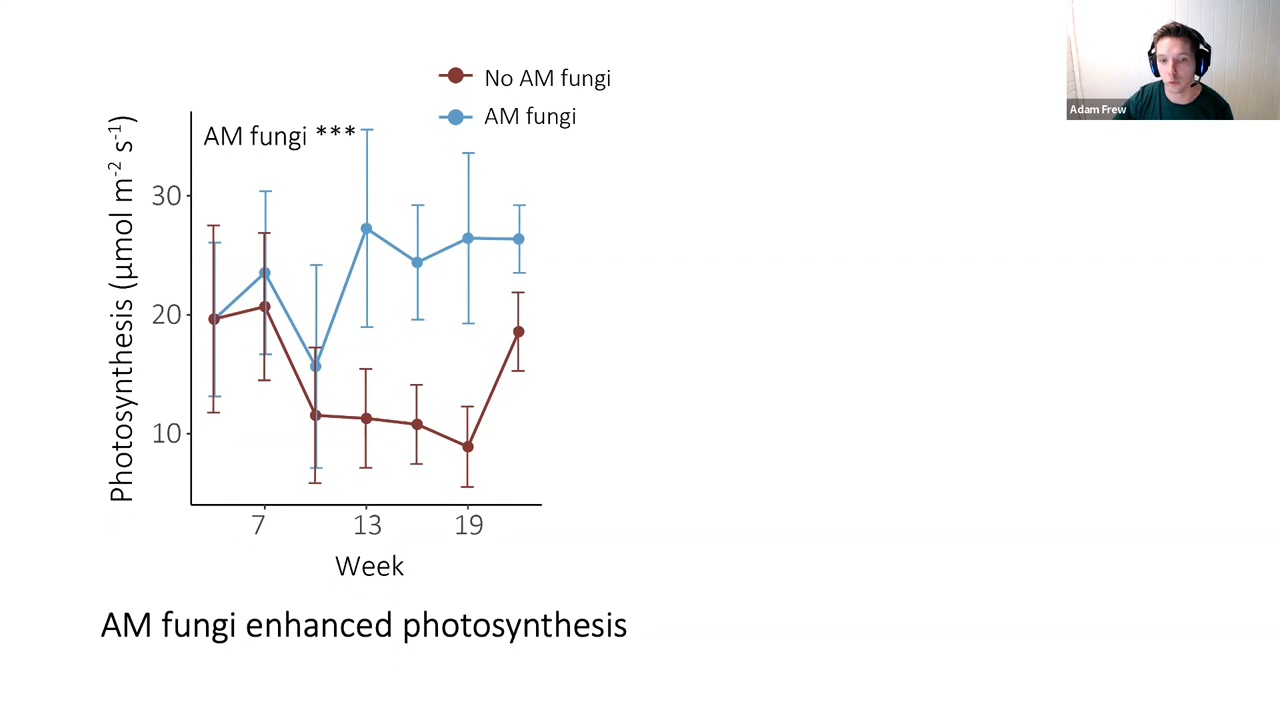 No AM fungi
AM fungi
AM fungi ***
Photosynthesis (µmol m⁻² s⁻¹)
30
20
10
7 13 19
Week
AM fungi enhanced photosynthesis
Adam Frew